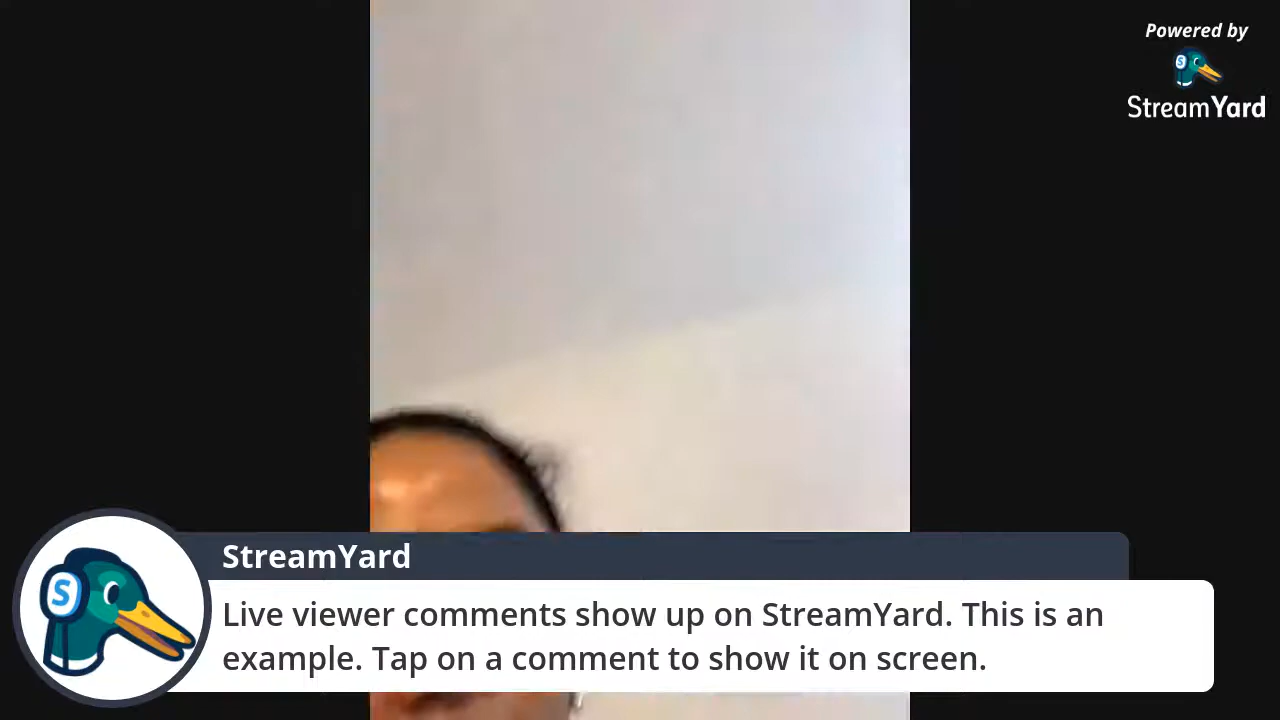 Powered by
S
StreamYard
StreamYard
S
Live viewer comments show up on StreamYard. This is an
example. Tap on a comment to show it on screen.